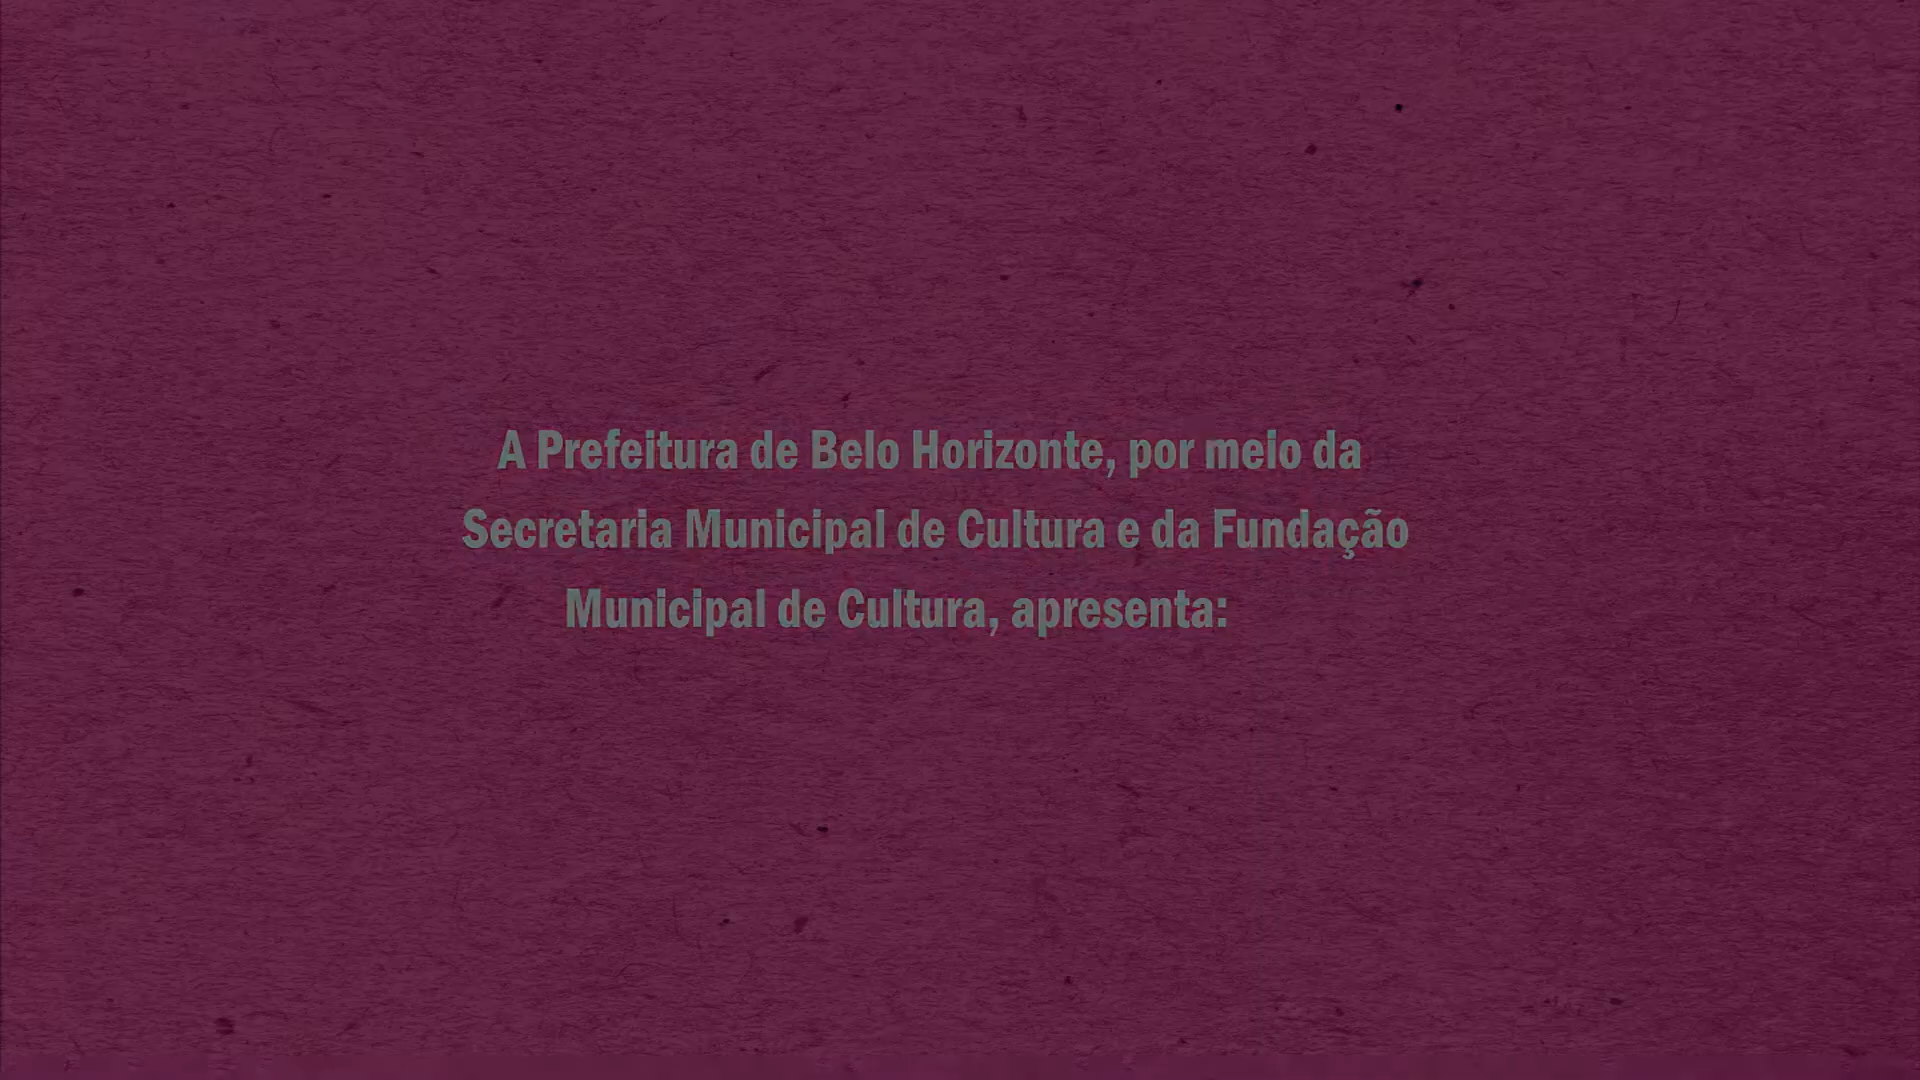 A Prefeitura de Belo Horizonte, por meio da
Secretaria Municipal de Cultura e da Fundação
Municipal de Cultura, apresenta: